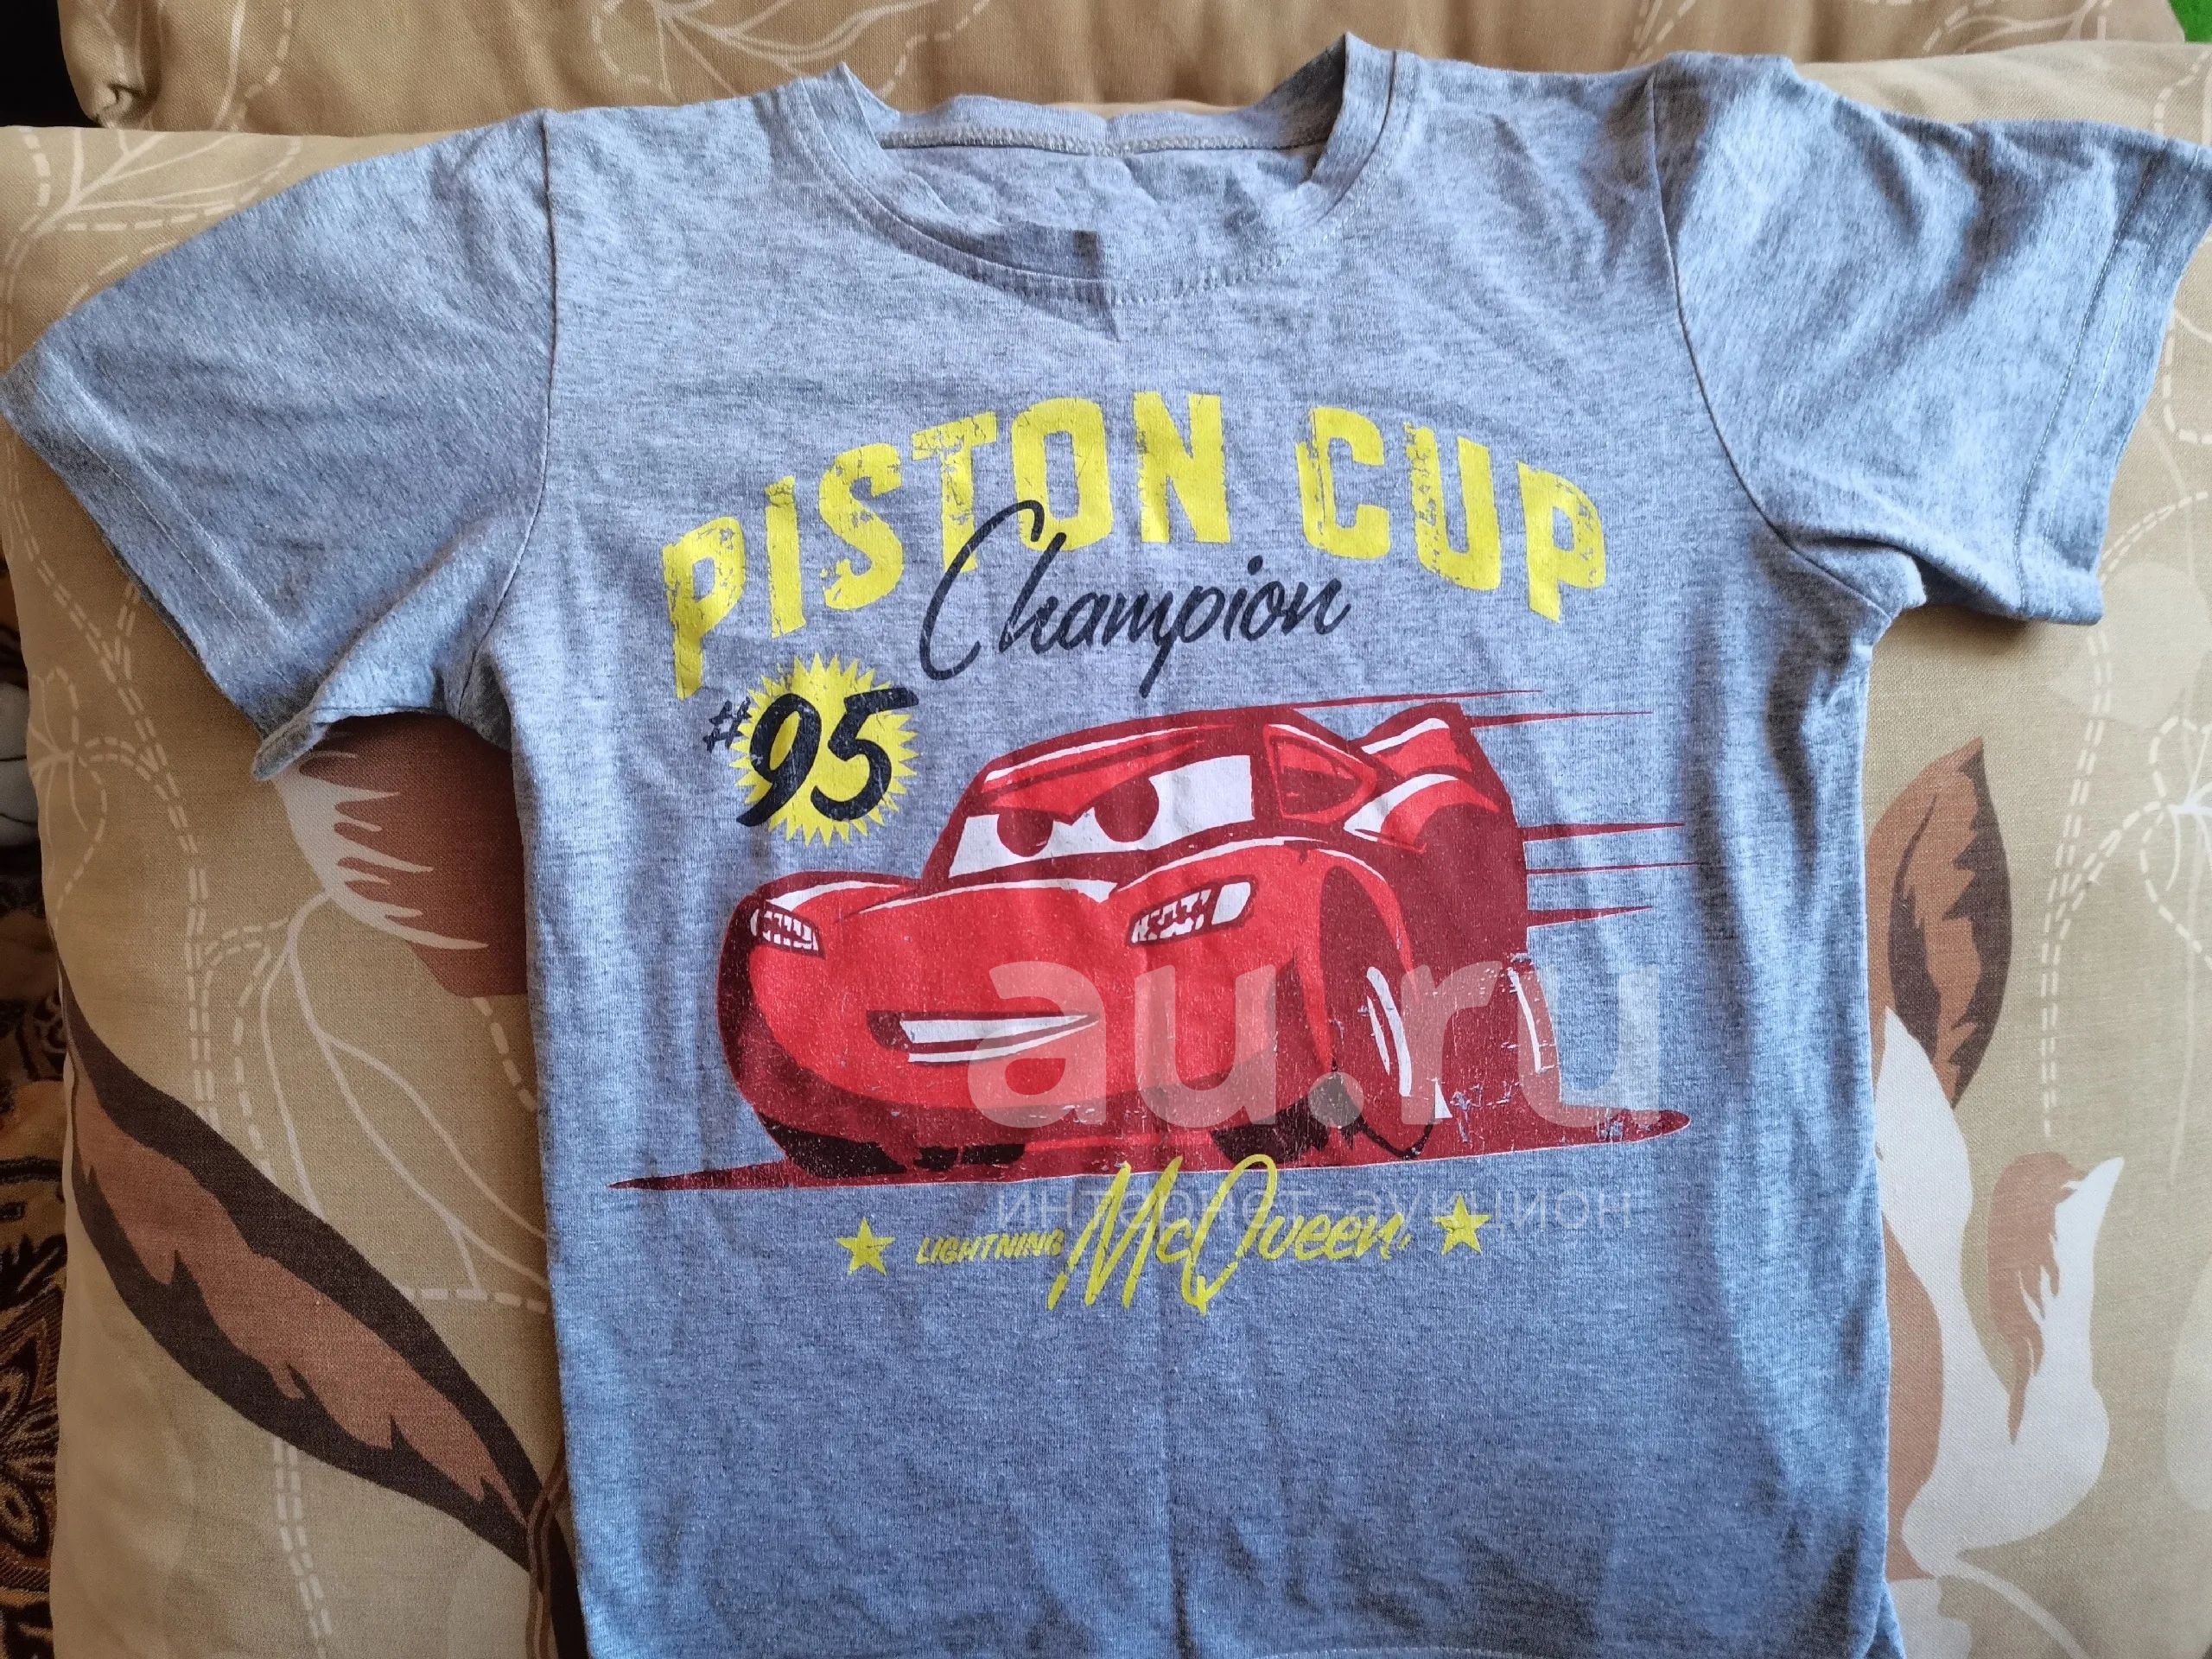 PISTON CUP
Champion
#95
au.ru
интернет-аукцион
LIGHTNING McQueen